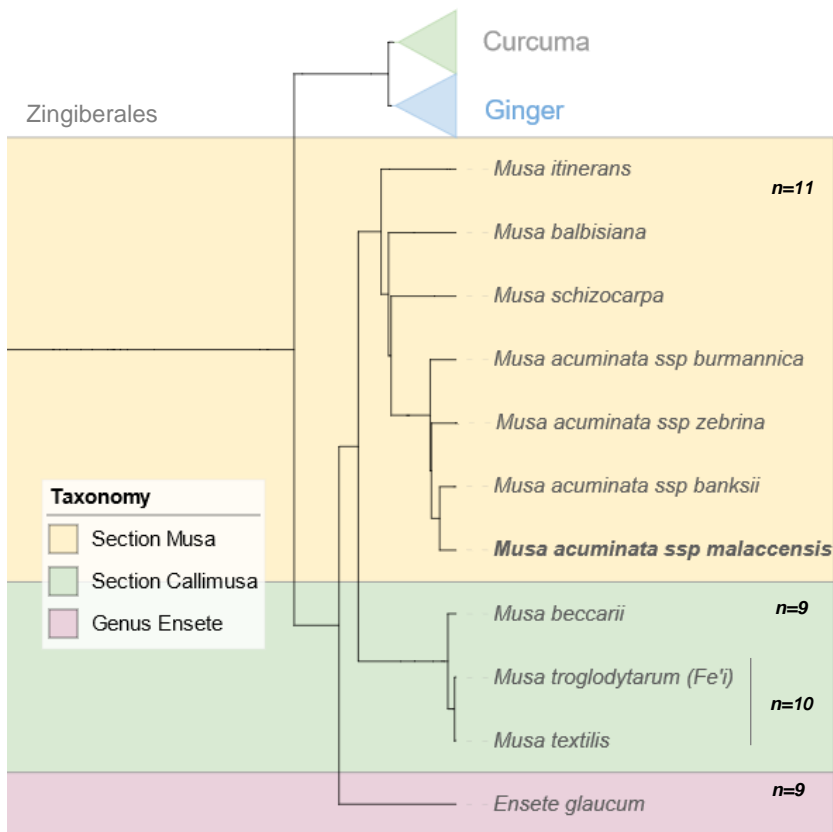 Curcuma
Zingiberales
Ginger
Musa itinerans
n=11
Musa balbisiana
Musa schizocarpa
Musa acuminata ssp burmannica
Musa acuminata ssp zebrina
Musa acuminata ssp banksii
Musa acuminata ssp malaccensis
Taxonomy
Section Musa
Section Callimusa
Genus Ensete
Musa beccarii
n=9
Musa troglodytarum (Fe'i)
n=10
Musa textilis
n=9
Ensete glaucum